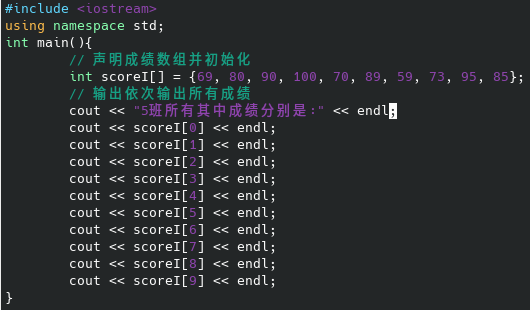 #include <iostream>
using namespace std;
int main(){
        // 声明成绩数组并初始化
        int scoreI[] = {69, 80, 90, 100, 70, 89, 59, 73, 95, 85};
        // 输出依次输出所有成绩
        cout << "5班所有其中成绩分别是:" << endl;
        cout << scoreI[0] << endl;
        cout << scoreI[1] << endl;
        cout << scoreI[2] << endl;
        cout << scoreI[3] << endl;
        cout << scoreI[4] << endl;
        cout << scoreI[5] << endl;
        cout << scoreI[6] << endl;
        cout << scoreI[7] << endl;
        cout << scoreI[8] << endl;
        cout << scoreI[9] << endl;
}